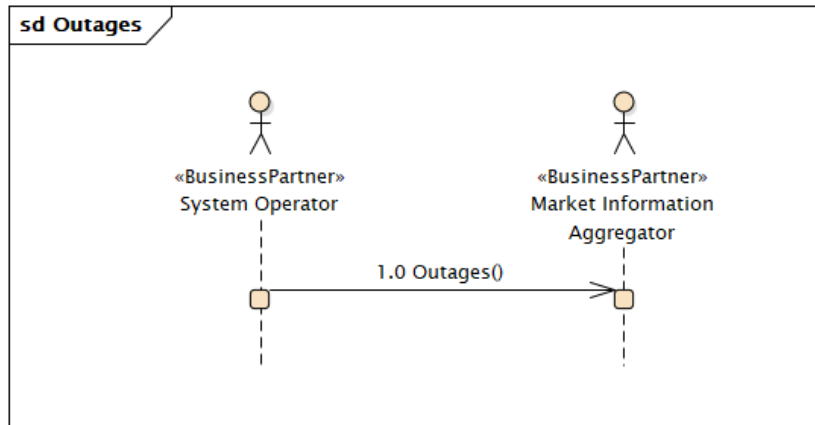 sd Outages
«BusinessPartner»
System Operator
«BusinessPartner»
Market Information
Aggregator
1.0 Outages()